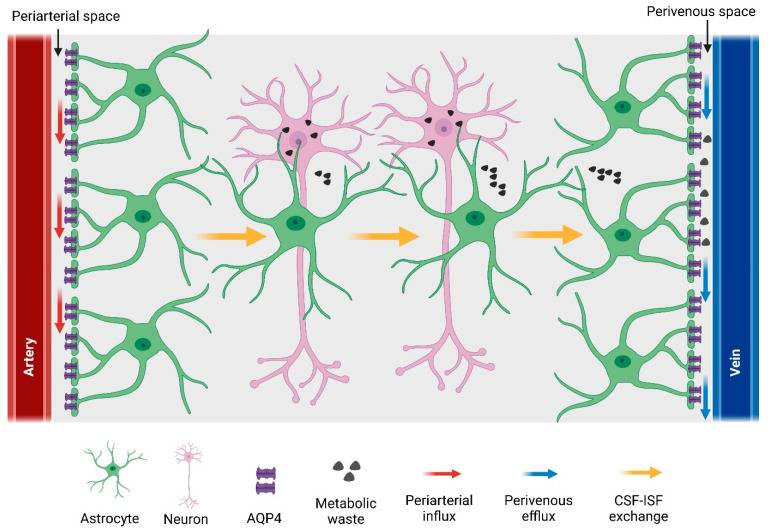 Periarterial space
Perivenous space
Artery
Vein
Astrocyte
Neuron
AQP4
Metabolic
waste
Periarterial
influx
Perivenous
efflux
CSF-ISF
exchange